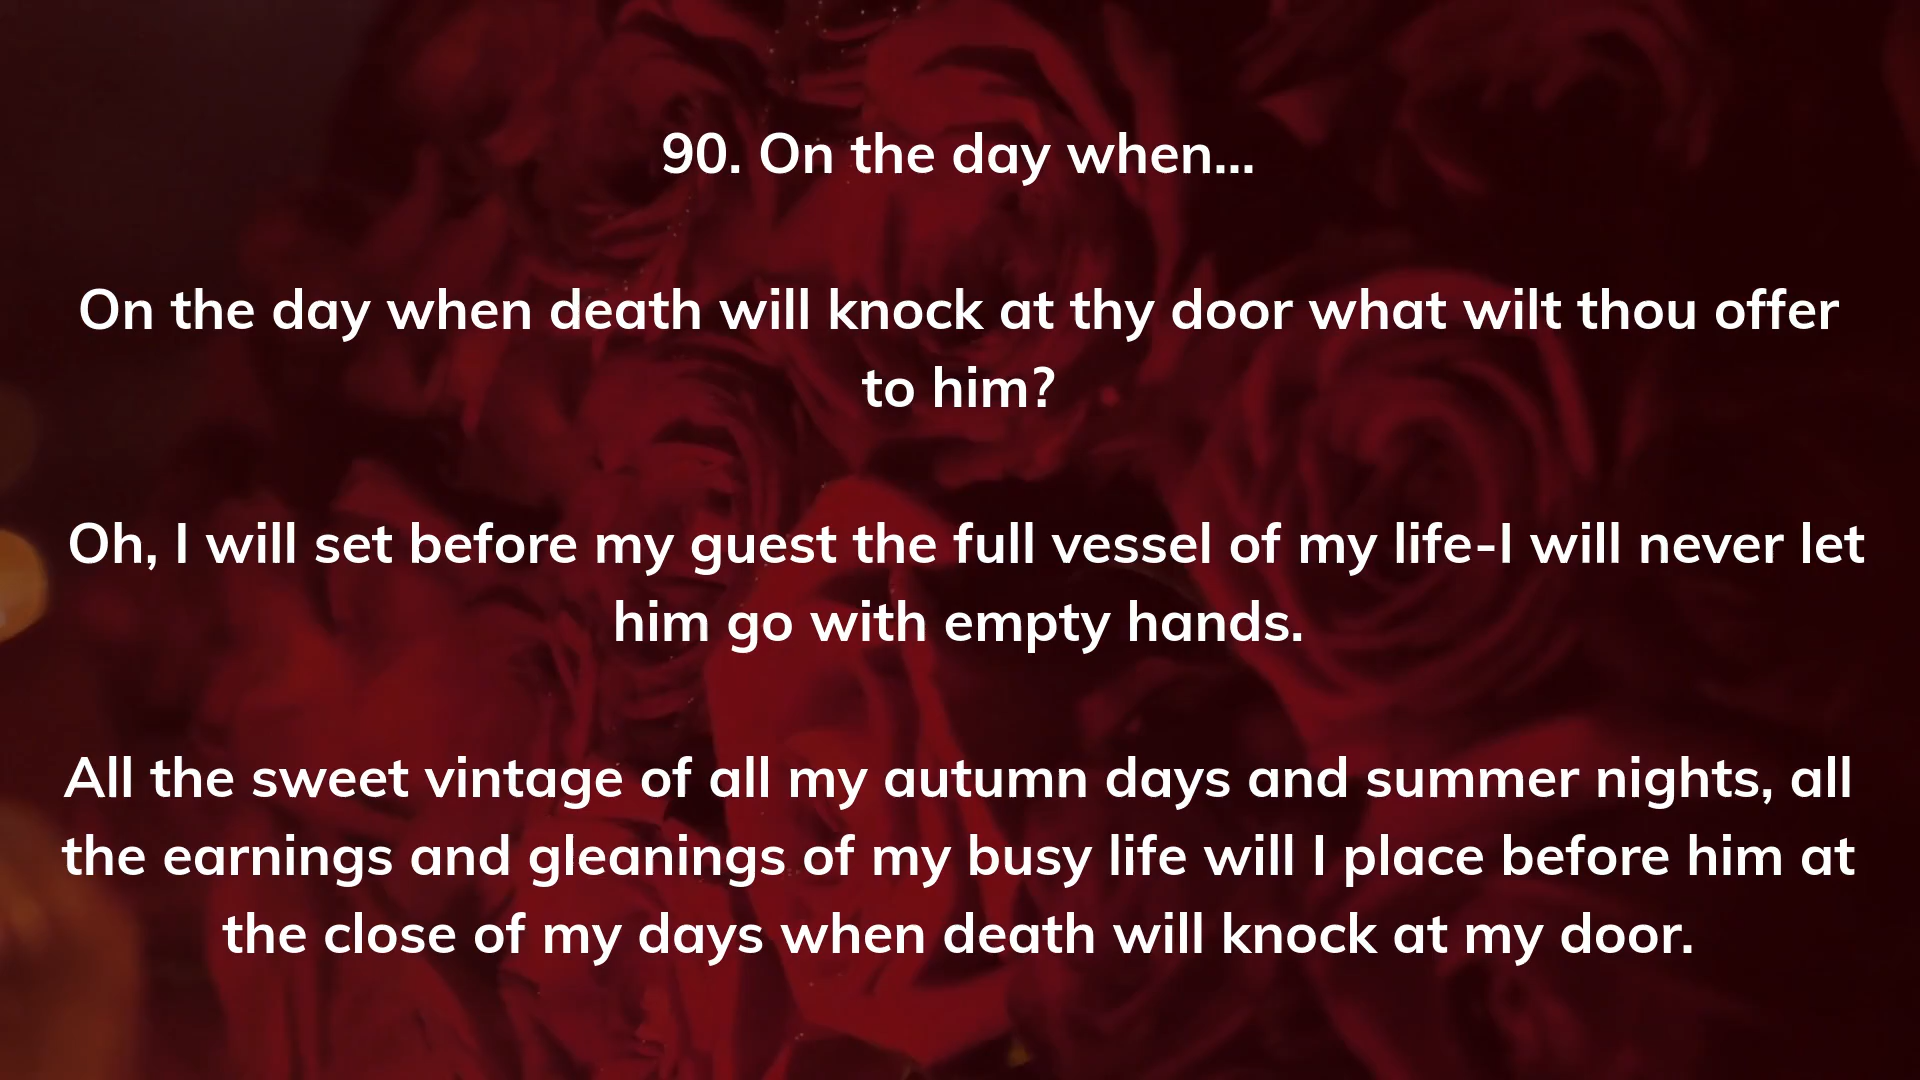 90. On the day when...
On the day when death will knock at thy door what wilt thou offer
to him?
Oh, I will set before my guest the full vessel of my life-I will never let
him go with empty hands.
All the sweet vintage of all my autumn days and summer nights, all
the earnings and gleanings of my busy life will I place before him at
the close of my days when death will knock at my door.